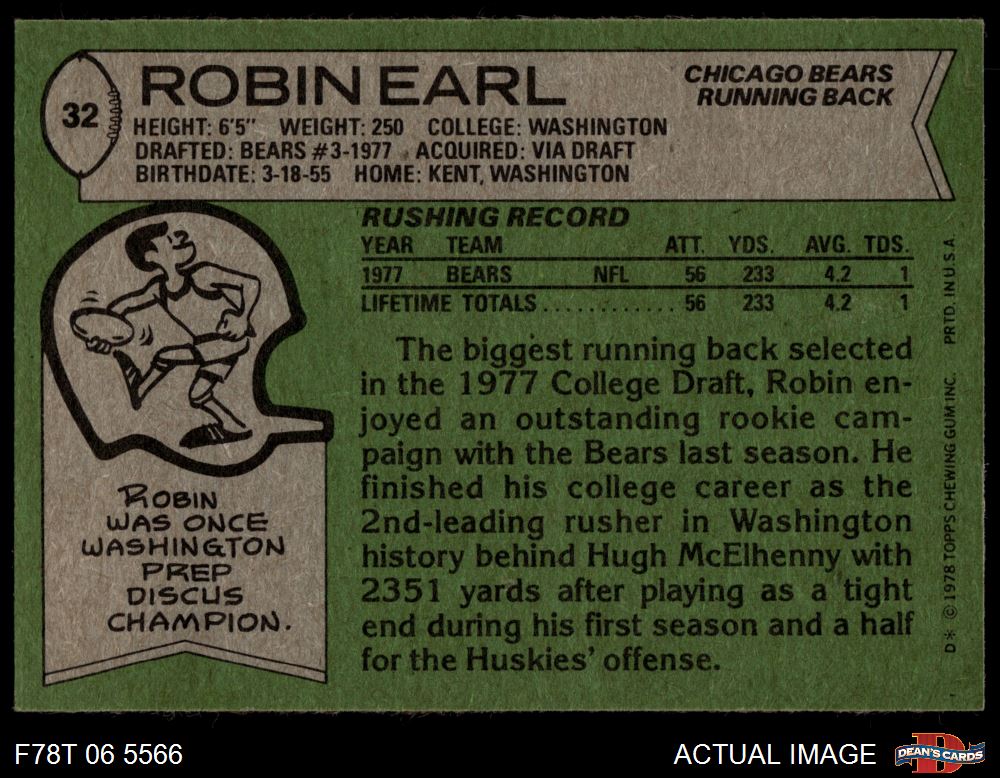 32
ROBIN EARL
CHICAGO BEARS
RUNNING BACK
HEIGHT: 6'5" WEIGHT: 250 COLLEGE: WASHINGTON
DRAFTED: BEARS #3-1977 ACQUIRED: VIA DRAFT
BIRTHDATE: 3-18-55 HOME: KENT, WASHINGTON
RUSHING RECORD
YEAR TEAM ATT. YDS. AVG. TDS.
1977 BEARS NFL 56 233 4.2 1
LIFETIME TOTALS ............ 56 233 4.2 1
The biggest running back selected
in the 1977 College Draft, Robin en-
joyed an outstanding rookie cam-
paign with the Bears last season. He
finished his college career as the
2nd-leading rusher in Washington
history behind Hugh McElhenny with
2351 yards after playing as a tight
end during his first season and a half
for the Huskies' offense.
ROBIN
WAS ONCE
WASHINGTON
PREP
DISCUS
CHAMPION.
D* © 1978 TOPPS CHEWING GUM INC. PRTD. IN U.S.A.
F78T 06 5566
ACTUAL IMAGE
DEAN'S CARDS